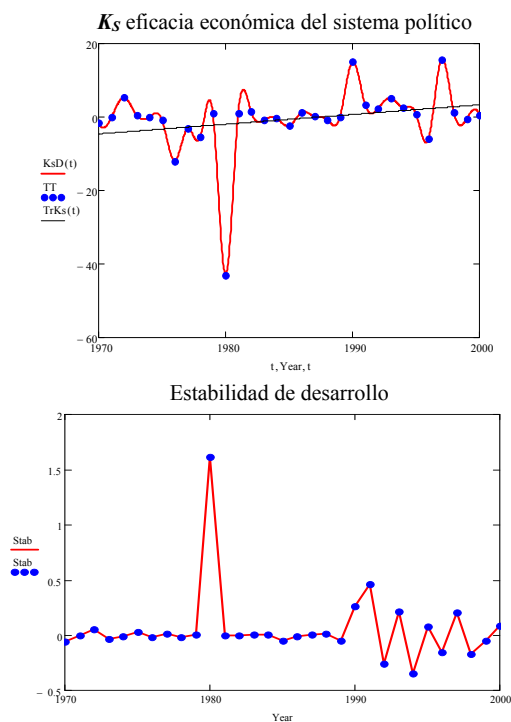 K_S eficacia económica del sistema político
20
0
− 20
− 40
− 60
KsD(t)
TT
TrKs(t)
1970
1980
1990
2000
t, Year, t
Estabilidad de desarrollo
2
1.5
1
0.5
0
− 0.5
Stab
Stab
1970
1980
1990
2000
Year